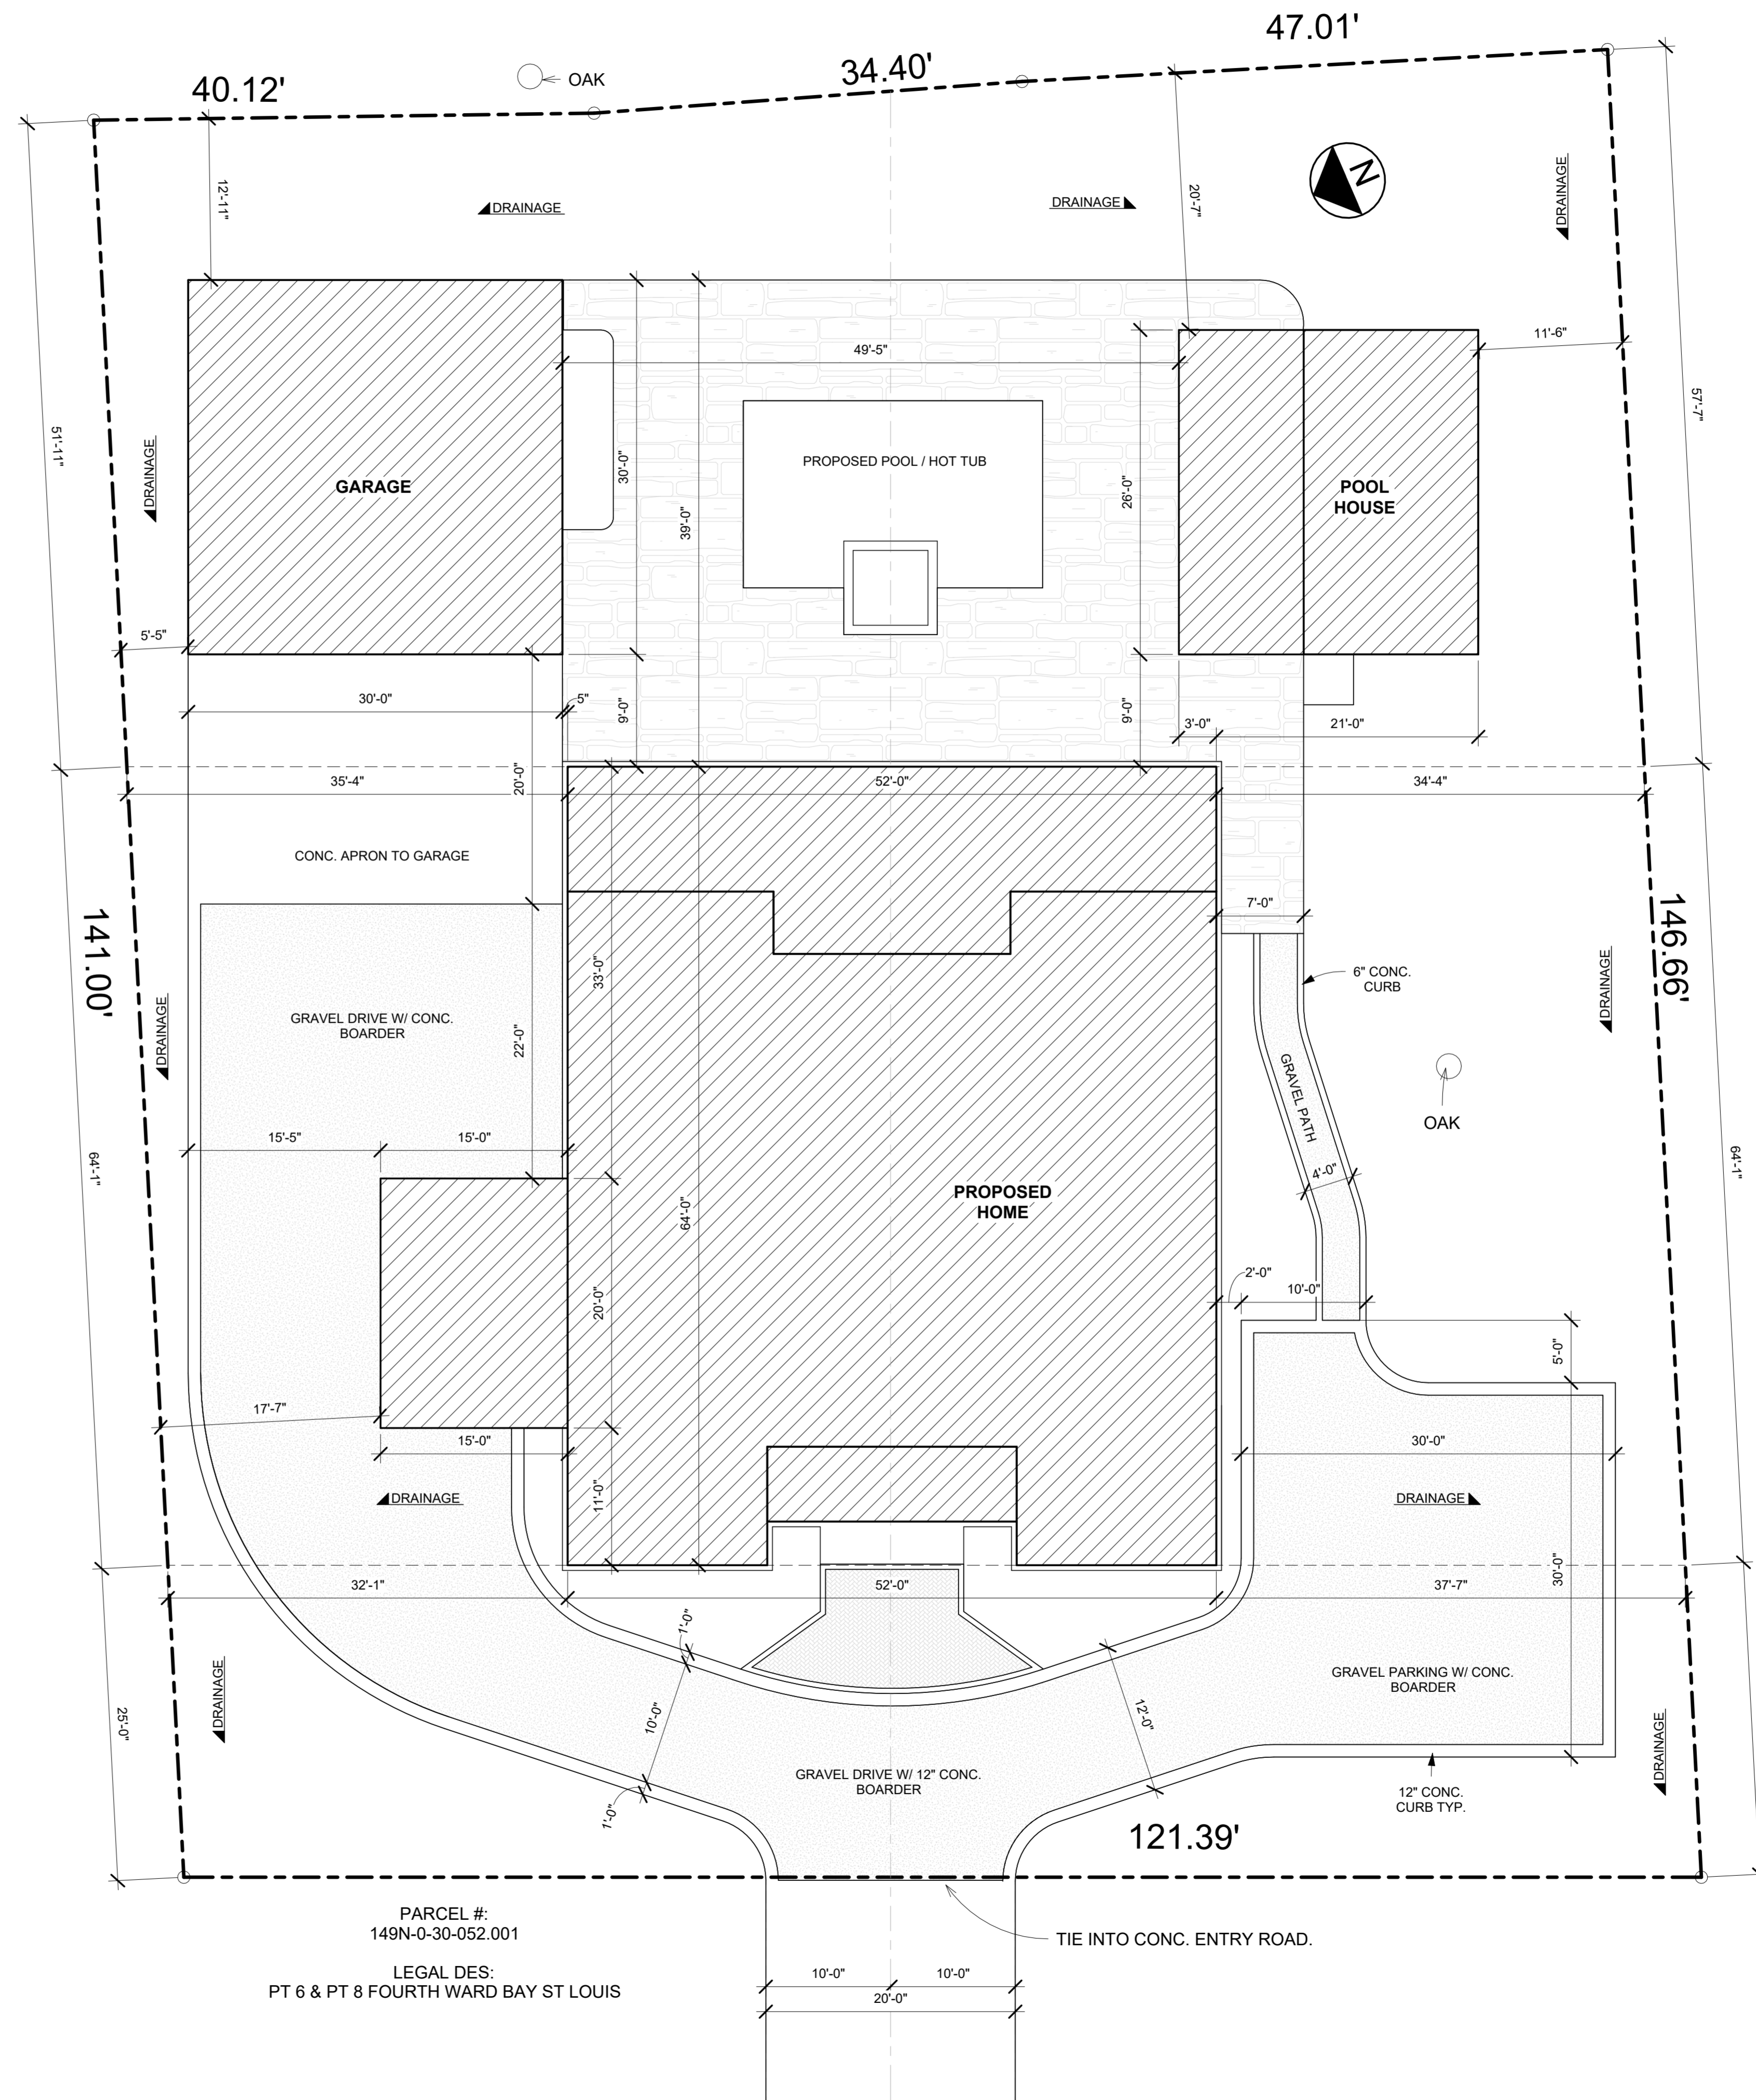 47.01'
34.40'
40.12'
OAK
N
DRAINAGE
DRAINAGE
DRAINAGE
12'-11"
20'-7"
11'-6"
49'-5"
57'-7"
51'-11"
DRAINAGE
GARAGE
30'-0"
39'-0"
PROPOSED POOL / HOT TUB
26'-0"
POOL
HOUSE
5'-5"
30'-0"
5"
9'-0"
9'-0"
3'-0"
21'-0"
35'-4"
20'-0"
52'-0"
34'-4"
CONC. APRON TO GARAGE
7'-0"
141.00'
146.66'
33'-0"
6" CONC.
CURB
DRAINAGE
DRAINAGE
GRAVEL DRIVE W/ CONC.
BOARDER
22'-0"
GRAVEL PATH
OAK
15'-5"
15'-0"
64'-1"
64'-1"
4'-0"
64'-0"
PROPOSED
HOME
2'-0"
10'-0"
20'-0"
5'-0"
17'-7"
15'-0"
30'-0"
11'-0"
DRAINAGE
DRAINAGE
30'-0"
32'-1"
52'-0"
37'-7"
1'-0"
DRAINAGE
25'-0"
10'-0"
12'-0"
GRAVEL PARKING W/ CONC.
BOARDER
DRAINAGE
GRAVEL DRIVE W/ 12" CONC.
BOARDER
1'-0"
12" CONC.
CURB TYP.
121.39'
PARCEL #:
149N-0-30-052.001
TIE INTO CONC. ENTRY ROAD.
LEGAL DES:
PT 6 & PT 8 FOURTH WARD BAY ST LOUIS
10'-0"
10'-0"
20'-0"